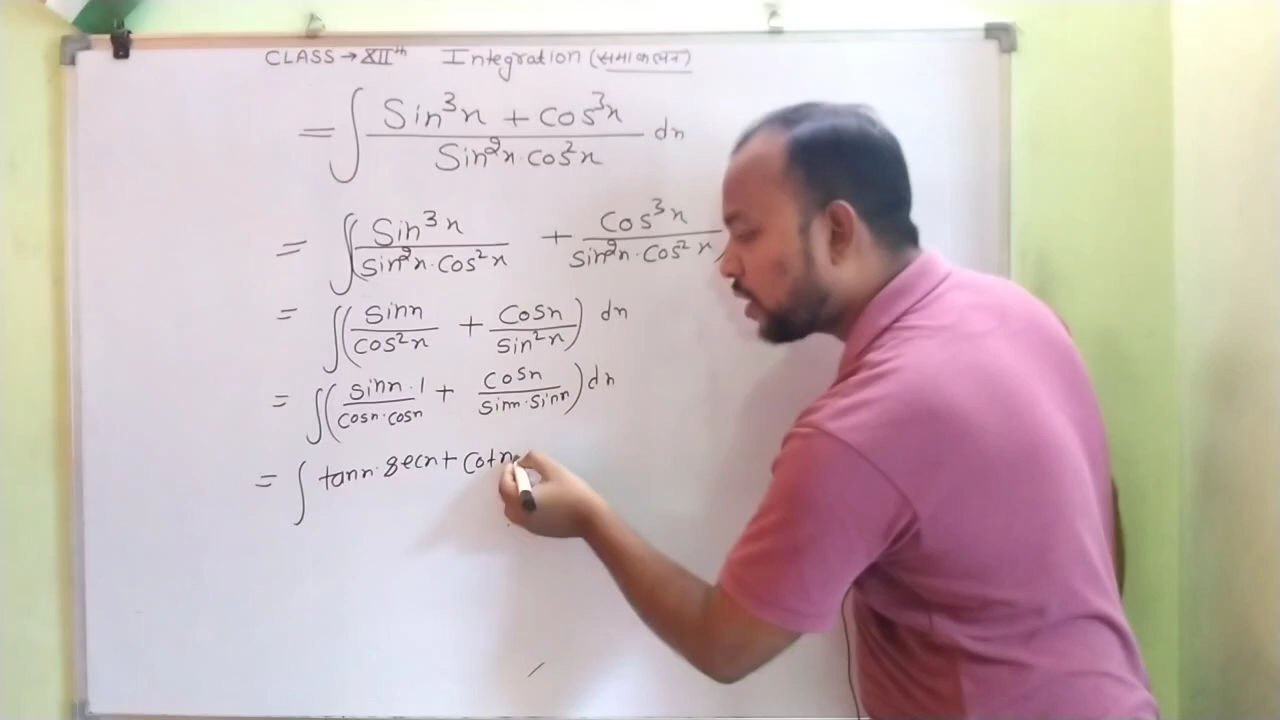 CLASS → XIIth Integration (समाकलन)
= ∫ Sin³x + Cos³x / Sin²x · Cos²x dx
= ∫( Sin³x / Sin²x · Cos²x + Cos³x / Sin²x · Cos²x )
= ∫( Sinx / Cos²x + Cosx / Sin²x ) dx
= ∫( Sinx · 1 / Cosx · Cosx + Cosx / Sinx · Sinx ) dx
= ∫ tanx · Secx + Cotx